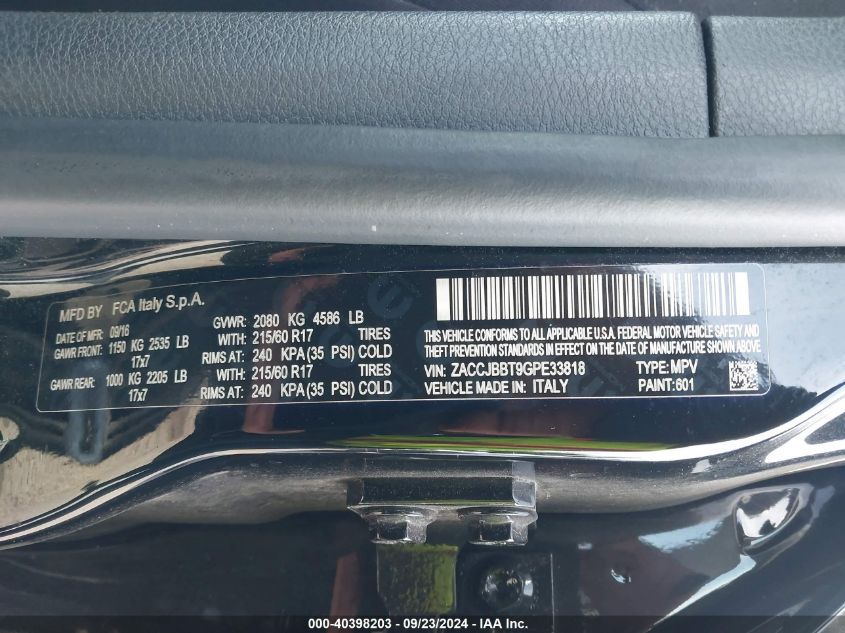 MFD BY FCA Italy S.p.A.
DATE OF MFR: 09/16 GVWR: 2080 KG 4586 LB
GAWR FRONT: 1150 KG 2535 LB WITH: 215/60 R17 TIRES
17x7 RIMS AT: 240 KPA (35 PSI) COLD
GAWR REAR: 1000 KG 2205 LB WITH: 215/60 R17 TIRES
17x7 RIMS AT: 240 KPA (35 PSI) COLD
THIS VEHICLE CONFORMS TO ALL APPLICABLE U.S.A. FEDERAL MOTOR VEHICLE SAFETY AND
THEFT PREVENTION STANDARDS IN EFFECT ON THE DATE OF MANUFACTURE SHOWN ABOVE.
VIN: ZACCJBBT9GPE33818 TYPE: MPV
VEHICLE MADE IN: ITALY PAINT: 601
000-40398203 - 09/23/2024 - IAAI.com